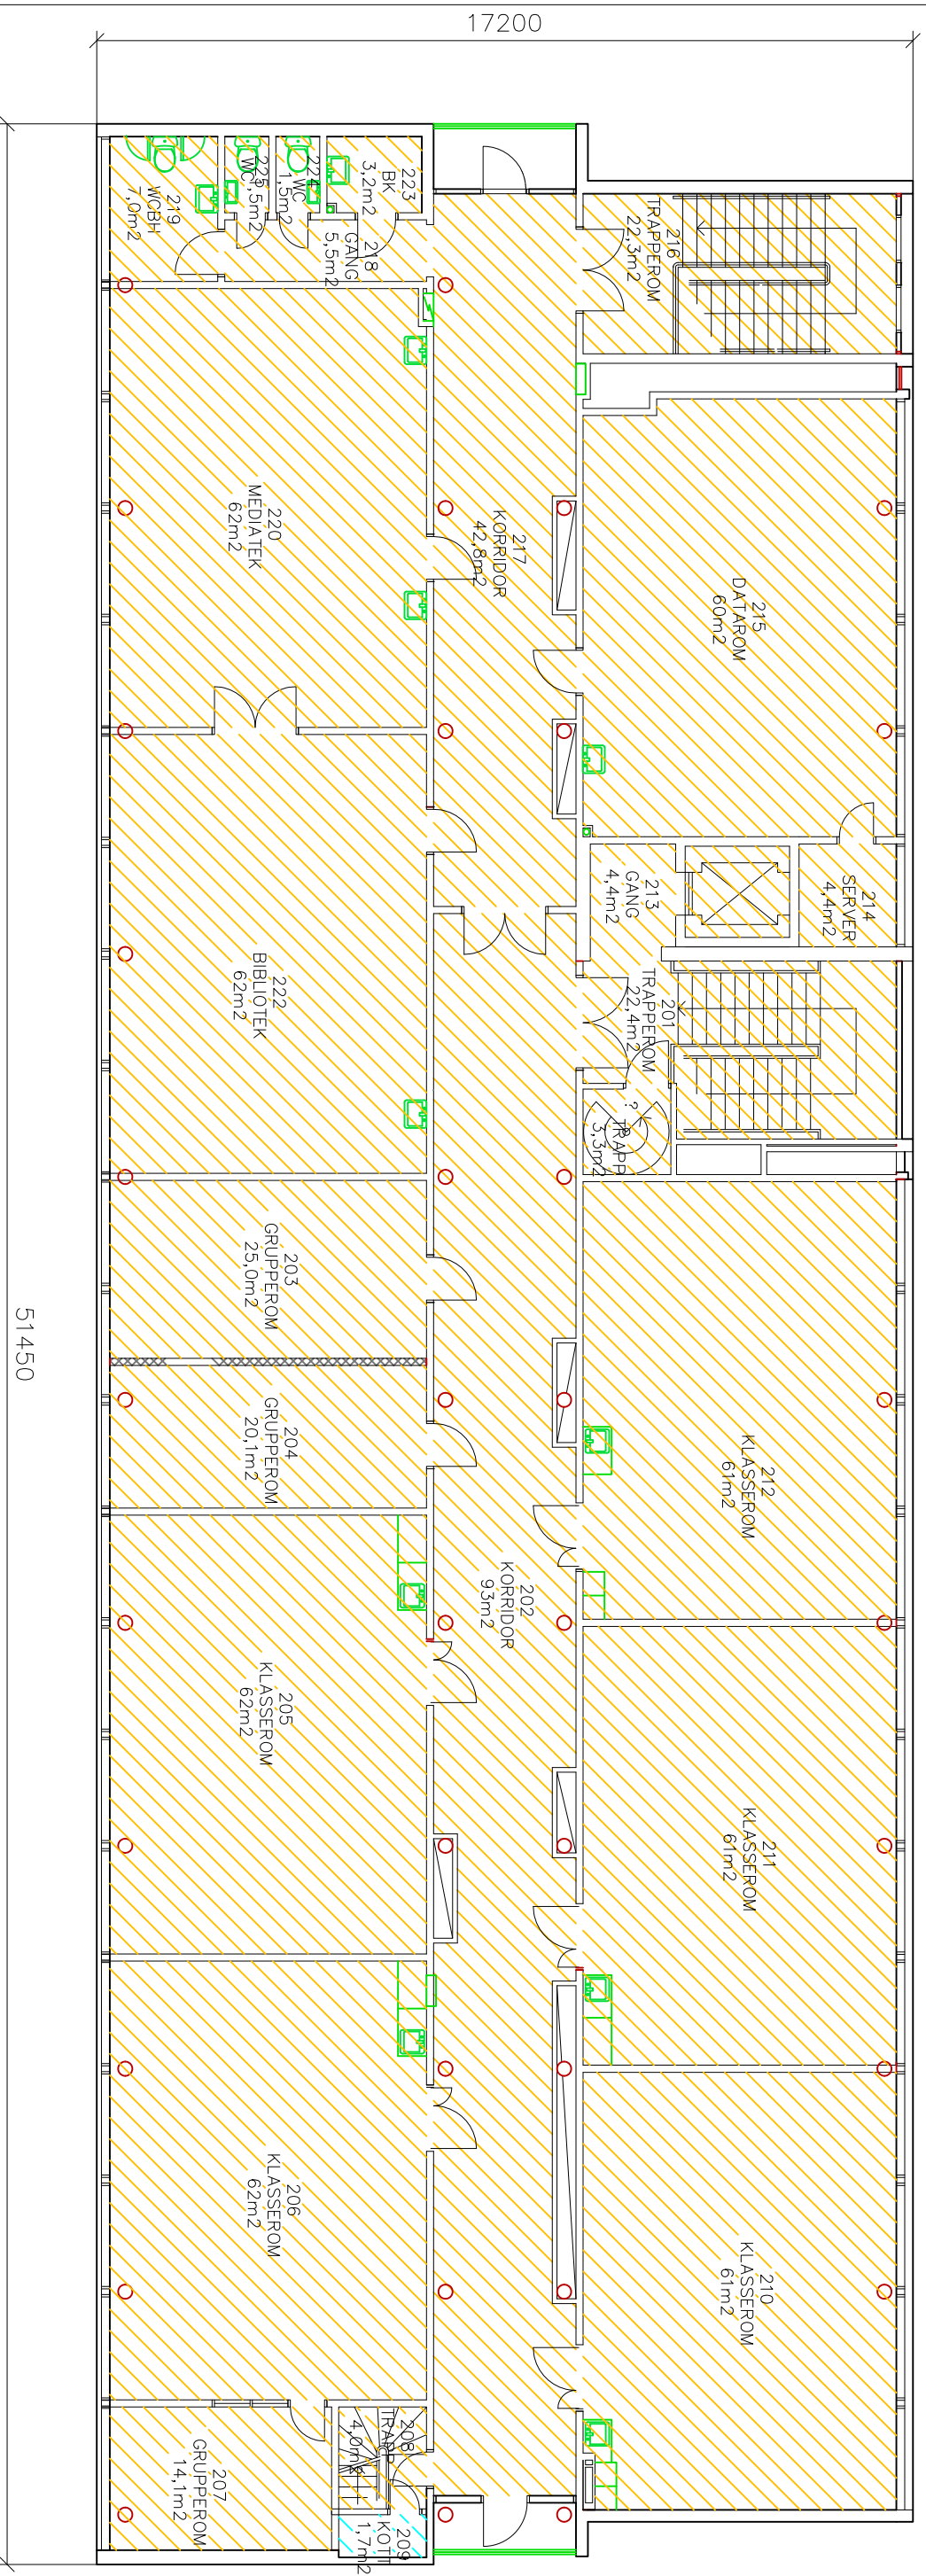 17200
51450
216
TRAPPEROM
22,3m2
223
BK
3,2m2
224
WC
1,5m2
225
WC
1,5m2
218
GANG
5,5m2
219
WCBH
7,0m2
220
MEDIATEK
62m2
217
KORRIDOR
42,8m2
215
DATAROM
60m2
214
SERVER
4,4m2
213
GANG
4,4m2
201
TRAPPEROM
22,4m2
?
TRAPP
3,3m2
222
BIBLIOTEK
62m2
203
GRUPPEROM
25,0m2
204
GRUPPEROM
20,1m2
212
KLASSEROM
61m2
202
KORRIDOR
93m2
205
KLASSEROM
62m2
211
KLASSEROM
61m2
206
KLASSEROM
62m2
210
KLASSEROM
61m2
208
TRAPP
4,0m2
209
KOTT
1,7m2
207
GRUPPEROM
14,1m2